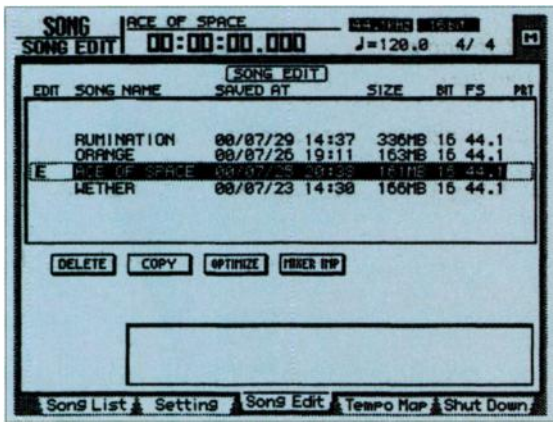 SONG
ACE OF SPACE
SONG EDIT 00:00:00.000 ♩=120.0 4/ 4 M
SONG EDIT
EDIT SONG NAME SAVED AT SIZE BIT FS PRT
RUMINATION 00/07/29 14:37 336MB 16 44.1
ORANGE 00/07/26 19:11 163MB 16 44.1
E ACE OF SPACE 00/07/25 20:38 161MB 16 44.1
WETHER 00/07/23 14:30 166MB 16 44.1
DELETE COPY OPTIMIZE MIXER IMP
Song List Setting Song Edit Tempo Map Shut Down